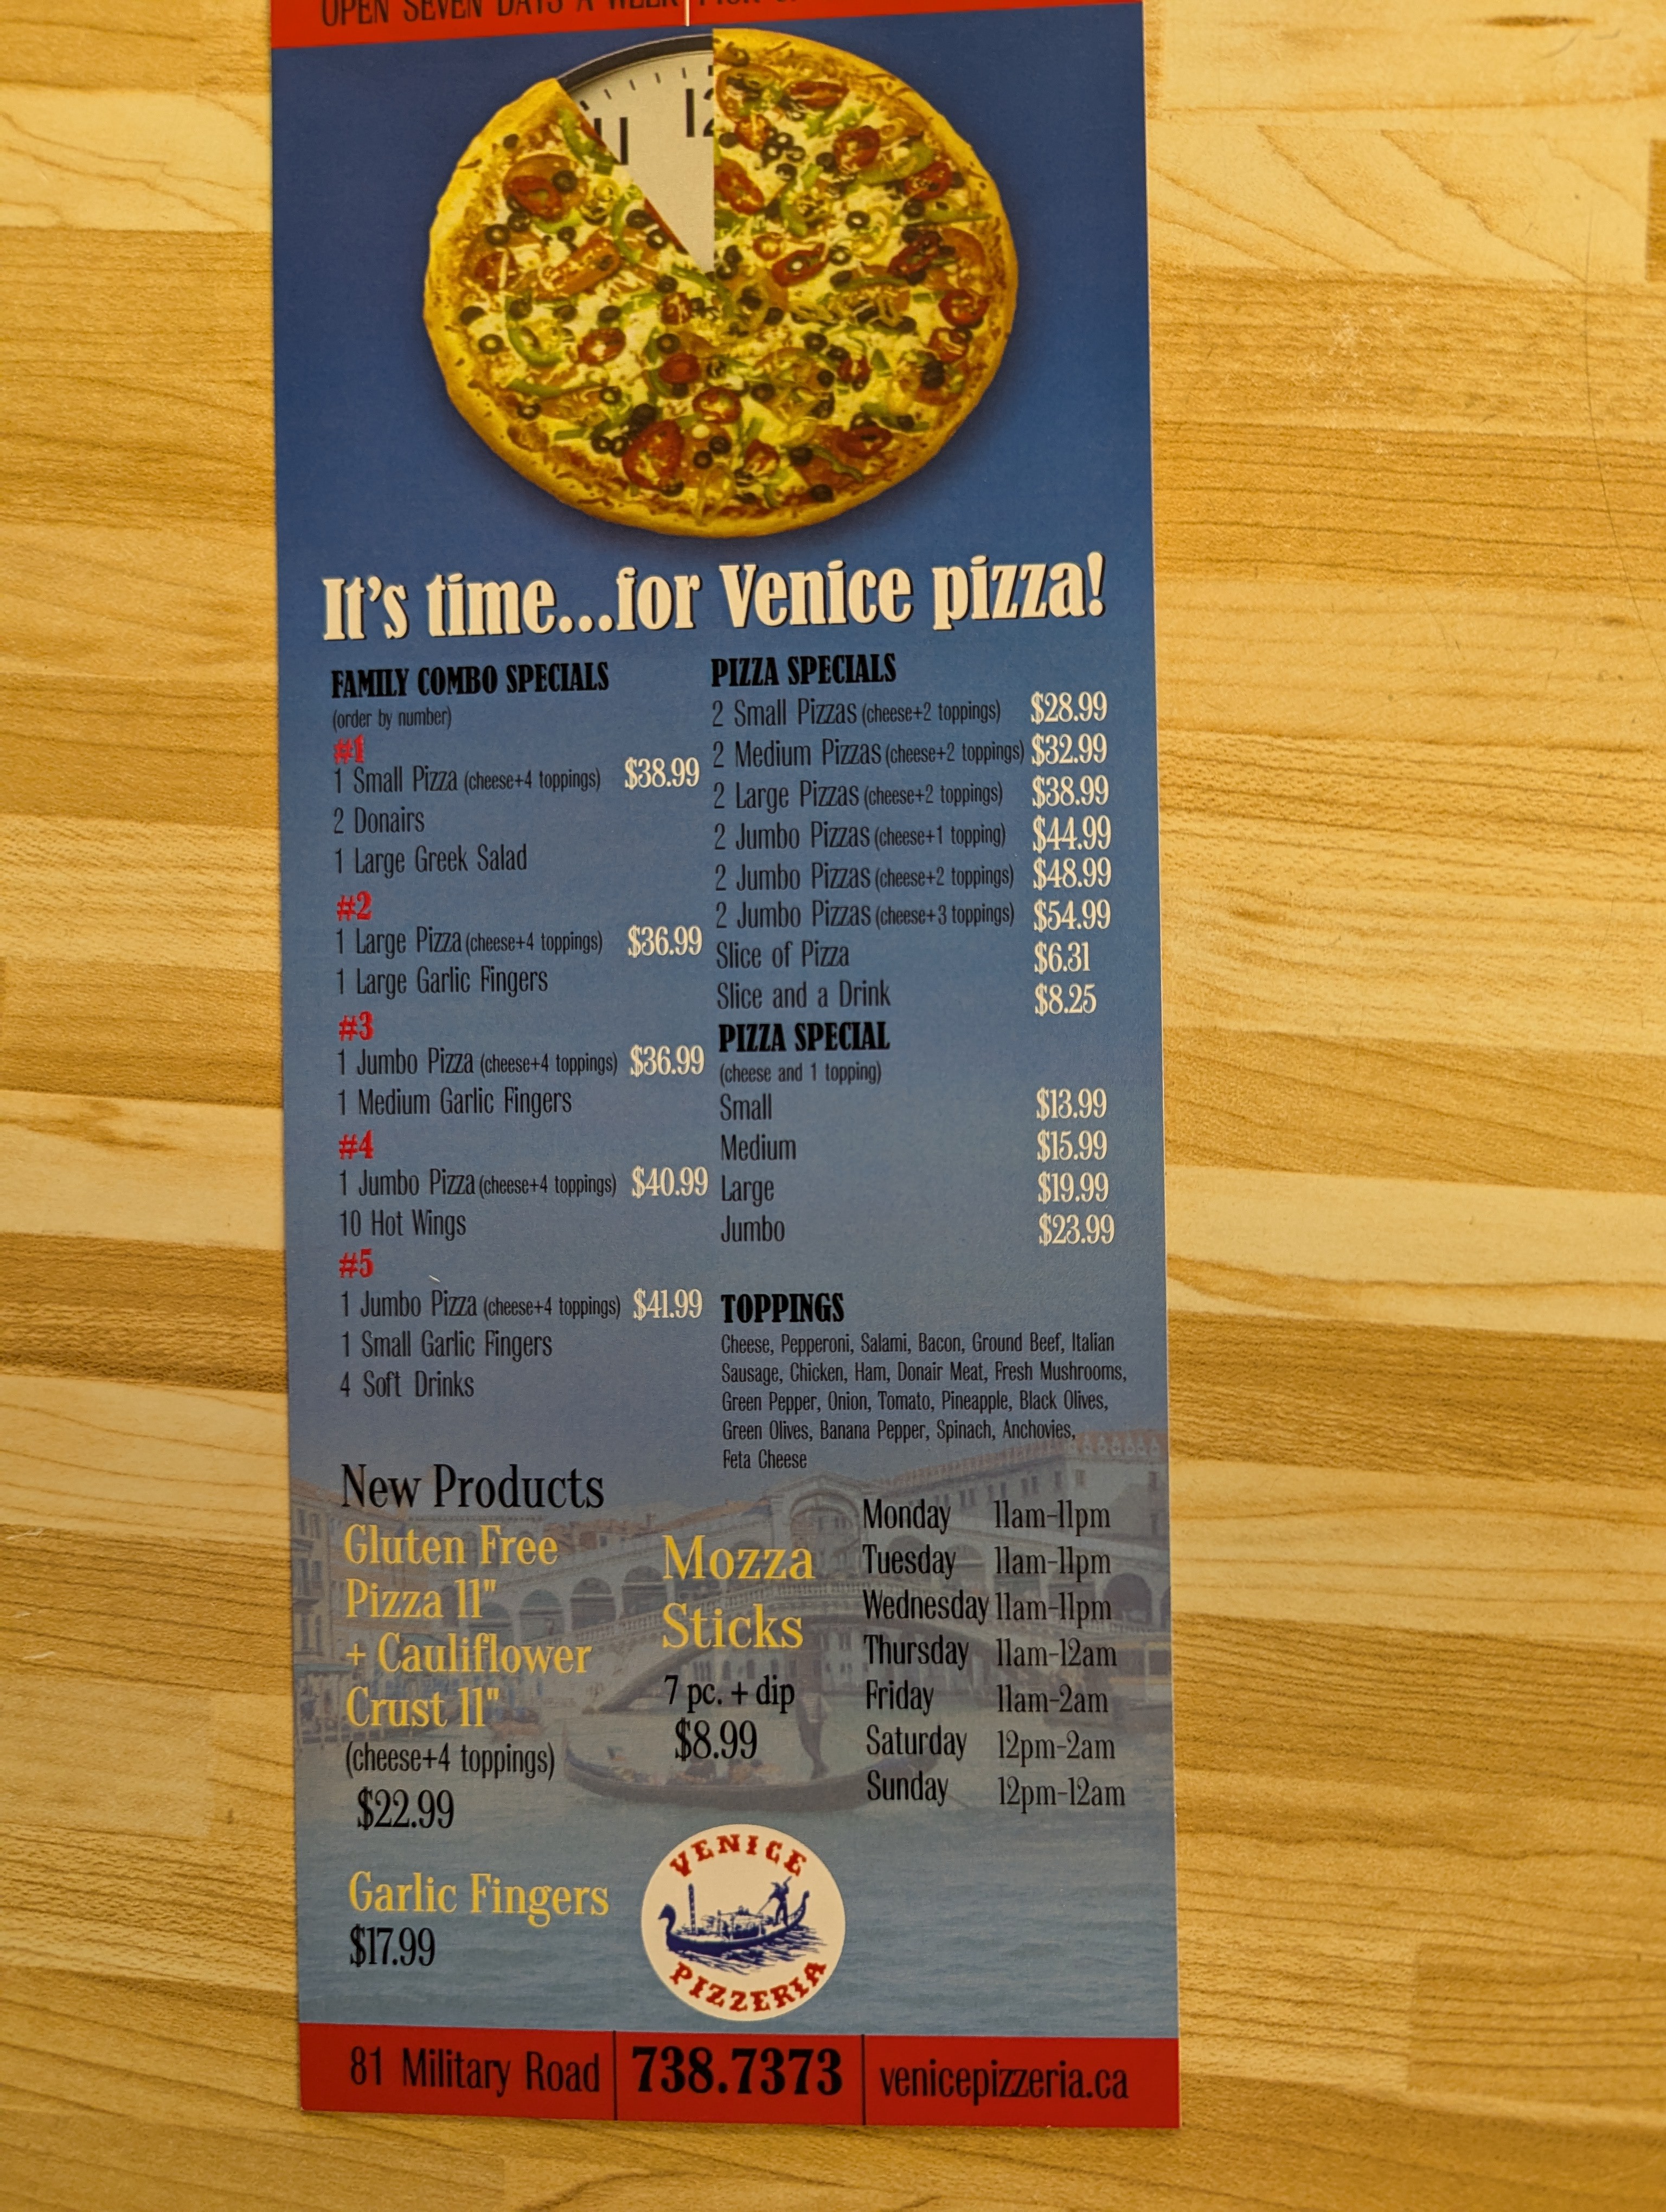 OPEN SEVEN DAYS A WEEK
11
12
It's time...for Venice pizza!
FAMILY COMBO SPECIALS
(order by number)
#1
1 Small Pizza (cheese+4 toppings) $38.99
2 Donairs
1 Large Greek Salad
#2
1 Large Pizza (cheese+4 toppings) $36.99
1 Large Garlic Fingers
#3
1 Jumbo Pizza (cheese+4 toppings) $36.99
1 Medium Garlic Fingers
#4
1 Jumbo Pizza (cheese+4 toppings) $40.99
10 Hot Wings
#5
1 Jumbo Pizza (cheese+4 toppings) $41.99
1 Small Garlic Fingers
4 Soft Drinks
PIZZA SPECIALS
2 Small Pizzas (cheese+2 toppings) $28.99
2 Medium Pizzas (cheese+2 toppings) $32.99
2 Large Pizzas (cheese+2 toppings) $38.99
2 Jumbo Pizzas (cheese+1 topping) $44.99
2 Jumbo Pizzas (cheese+2 toppings) $48.99
2 Jumbo Pizzas (cheese+3 toppings) $54.99
Slice of Pizza $6.31
Slice and a Drink $8.25
PIZZA SPECIAL
(cheese and 1 topping)
Small $13.99
Medium $15.99
Large $19.99
Jumbo $23.99
TOPPINGS
Cheese, Pepperoni, Salami, Bacon, Ground Beef, Italian
Sausage, Chicken, Ham, Donair Meat, Fresh Mushrooms,
Green Pepper, Onion, Tomato, Pineapple, Black Olives,
Green Olives, Banana Pepper, Spinach, Anchovies,
Feta Cheese
New Products
Gluten Free
Pizza 11"
+ Cauliflower
Crust 11"
(cheese+4 toppings)
$22.99
Garlic Fingers
$17.99
Mozza
Sticks
7 pc. + dip
$8.99
Monday 11am-11pm
Tuesday 11am-11pm
Wednesday 11am-11pm
Thursday 11am-12am
Friday 11am-2am
Saturday 12pm-2am
Sunday 12pm-12am
VENICE
PIZZERIA
81 Military Road 738.7373 venicepizzeria.ca